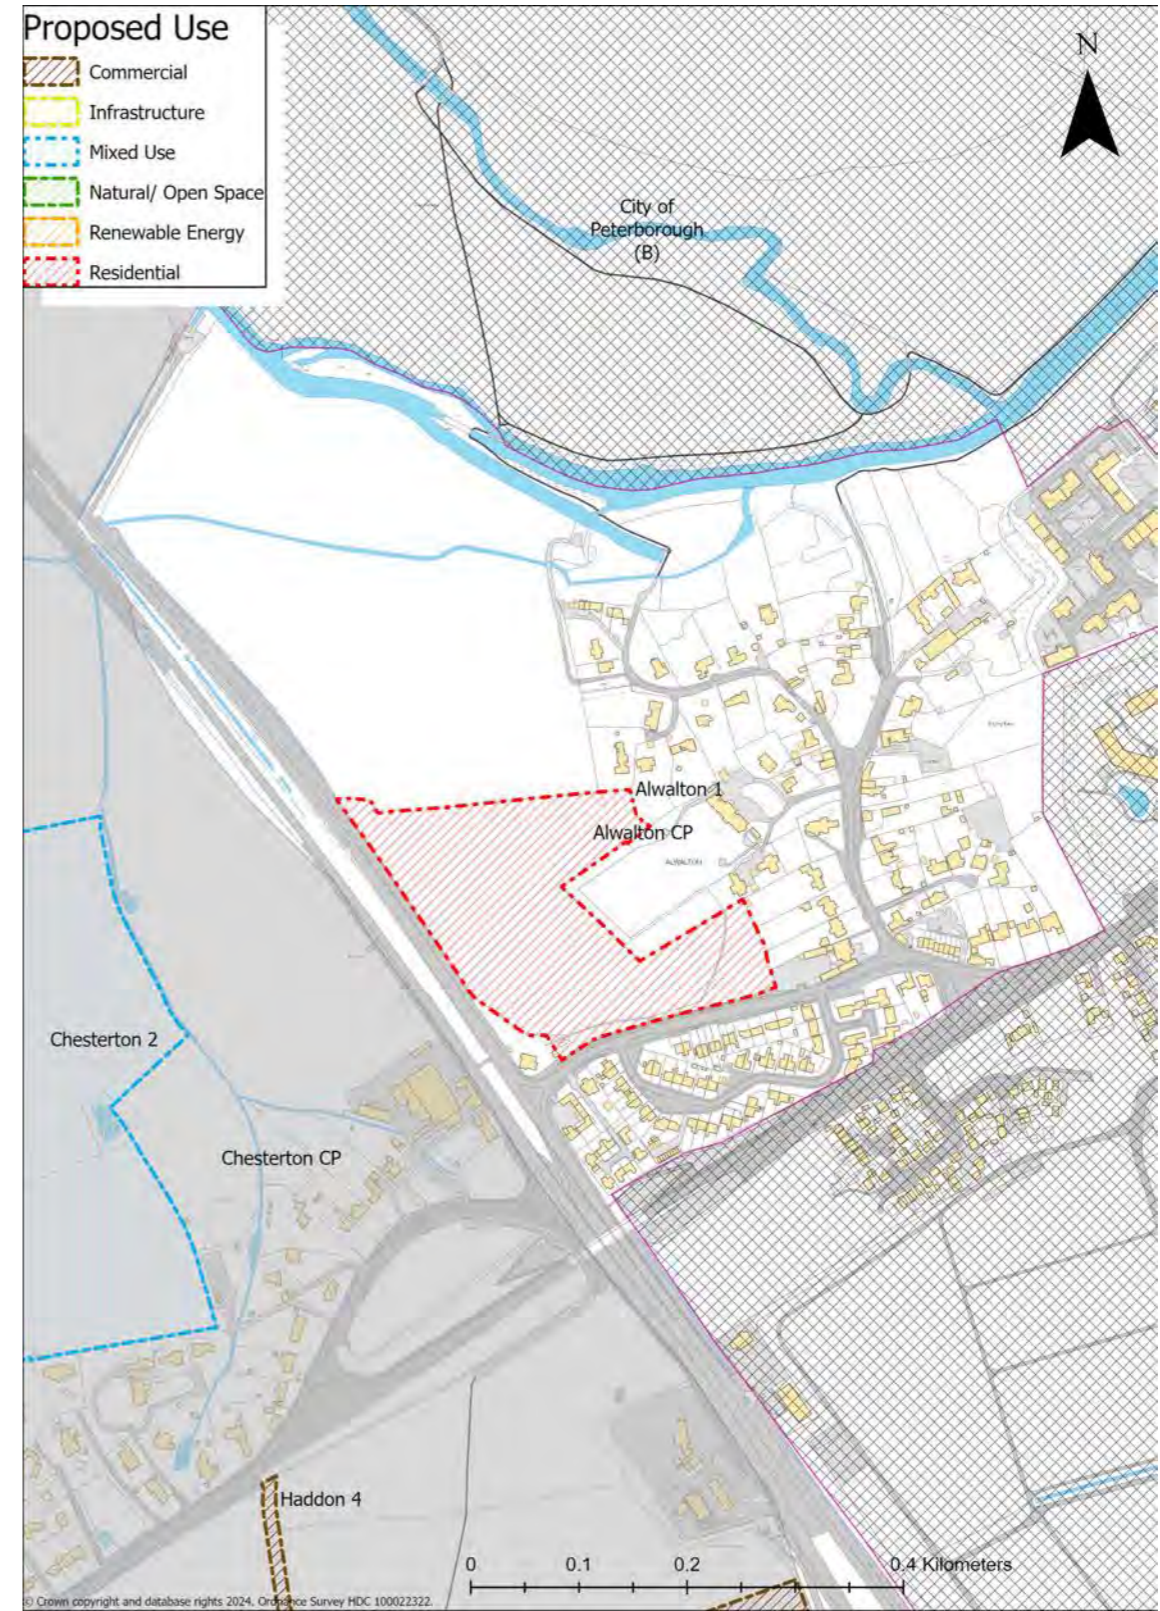 Proposed Use
Commercial
Infrastructure
Mixed Use
Natural/ Open Space
Renewable Energy
Residential
N
City of
Peterborough
(B)
Alwalton 1
Alwalton CP
ALWALTON
Chesterton 2
Chesterton CP
Haddon 4
0 0.1 0.2 0.4 Kilometers
© Crown copyright and database rights 2024. Ordnance Survey HDC 100022322.